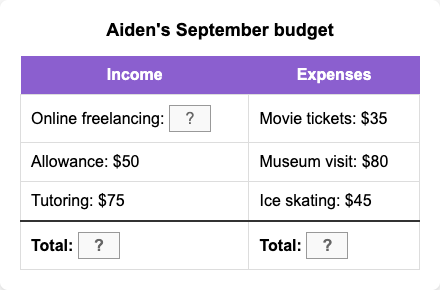 Aiden's September budget
Income Expenses
Online freelancing: ? Movie tickets: $35
Allowance: $50 Museum visit: $80
Tutoring: $75 Ice skating: $45
Total: ? Total: ?